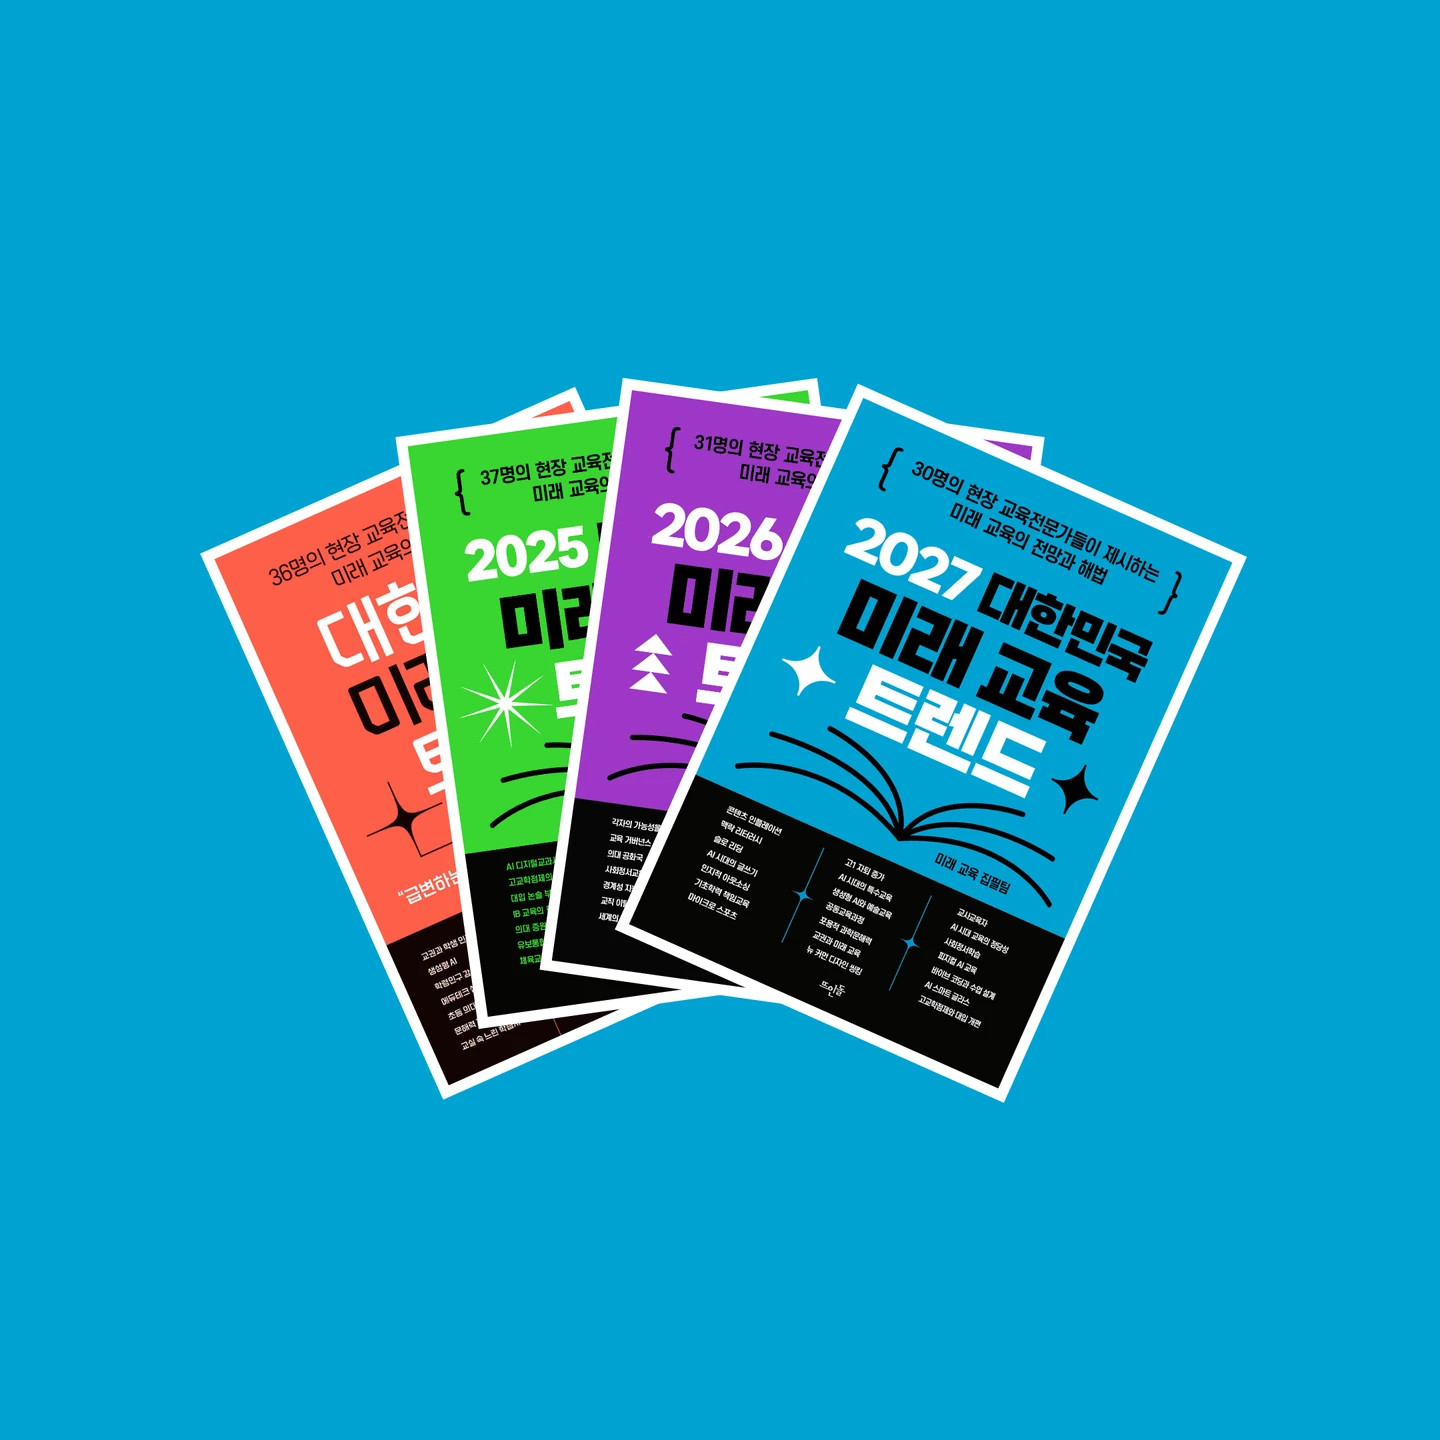 36명의 현장 교육전
미래 교육의
대한
미래
“급변하는
교권과 학생 인
생성형 AI
학령인구 감
에듀테크
초등 의대
문해력
교실 속 느린 학습자
37명의 현장 교육전
미래 교육의
2025
미래
트
AI 디지털교과서
고교학점제의
대입 논술
IB 교육의
의대 증원
유보통합
체육교
31명의 현장 교육전
미래 교육의
2026
미래
트
각자의 가능성을
교육 거버넌스
의대 공화국
사회정서교육
경계성 지
교직 이탈
세계의
{ 30명의 현장 교육전문가들이 제시하는
미래 교육의 전망과 해법 }
2027 대한민국
미래 교육
트렌드
미래 교육 집필팀
콘텐츠 인플레이션
맥락 리터러시
슬로 리딩
AI 시대의 글쓰기
인지적 아웃소싱
기초학력 책임교육
마이크로 스포츠
고1 자퇴 증가
AI 시대의 특수교육
생성형 AI와 예술교육
공동교육과정
포용적 과학문해력
교권과 미래 교육
뉴 커먼 디자인 씽킹
교사교육자
AI 시대 교육의 정당성
사회정서학습
피지컬 AI 교육
바이브 코딩과 수업 설계
AI 스마트 글라스
고교학점제와 대입 개편
뜨인돌